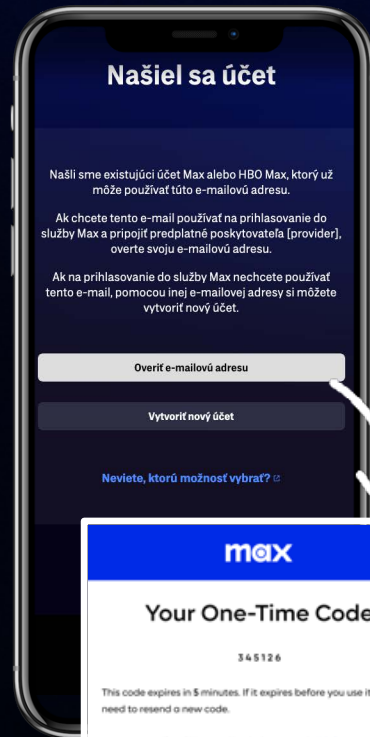 Našiel sa účet
Našli sme existujúci účet Max alebo HBO Max, ktorý už
môže používať túto e-mailovú adresu.
Ak chcete tento e-mail používať na prihlasovanie do
služby Max a pripojiť predplatné poskytovateľa [provider],
overte svoju e-mailovú adresu.
Ak na prihlasovanie do služby Max nechcete používať
tento e-mail, pomocou inej e-mailovej adresy si môžete
vytvoriť nový účet.
Overiť e-mailovú adresu
Vytvoriť nový účet
Neviete, ktorú možnosť vybrať?
max
Your One-Time Code
345126
This code expires in 5 minutes. If it expires before you use it
need to resend a new code.